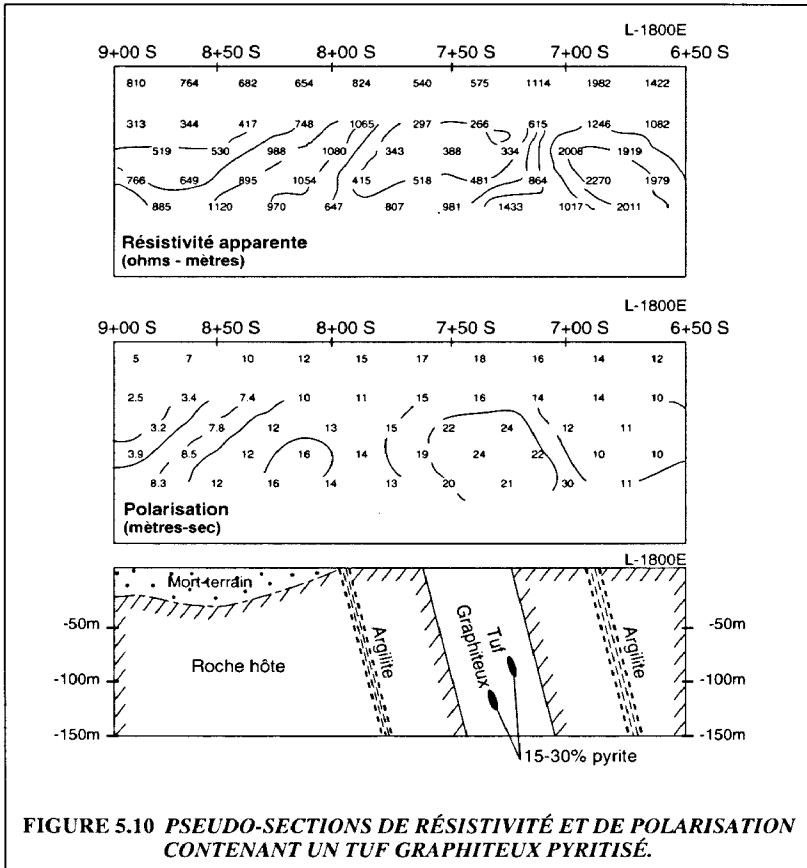 L-1800E
9+00 S 8+50 S 8+00 S 7+50 S 7+00 S 6+50 S
810 764 682 654 824 540 575 1114 1982 1422
313 344 417 748 1065 297 266 615 1246 1082
519 530 988 1080 343 388 334 2008 1919
766 649 895 1054 415 518 481 864 2270 1979
885 1120 970 647 807 981 1433 1017 2011
Résistivité apparente
(ohms - mètres)
L-1800E
9+00 S 8+50 S 8+00 S 7+50 S 7+00 S 6+50 S
5 7 10 12 15 17 18 16 14 12
2.5 3.4 7.4 10 11 15 16 14 14 10
3.2 7.8 12 13 15 22 24 12 11
3.9 8.5 12 16 14 19 24 22 10 10
8.3 12 16 14 13 20 21 30 11
Polarisation
(mètres-sec)
L-1800E
Mort-terrain
-50m -50m
Argilite Graphiteux Tuf Argilite
Roche hôte
-100m -100m
-150m -150m
15-30% pyrite
FIGURE 5.10 PSEUDO-SECTIONS DE RÉSISTIVITÉ ET DE POLARISATION
CONTENANT UN TUF GRAPHITEUX PYRITISÉ.